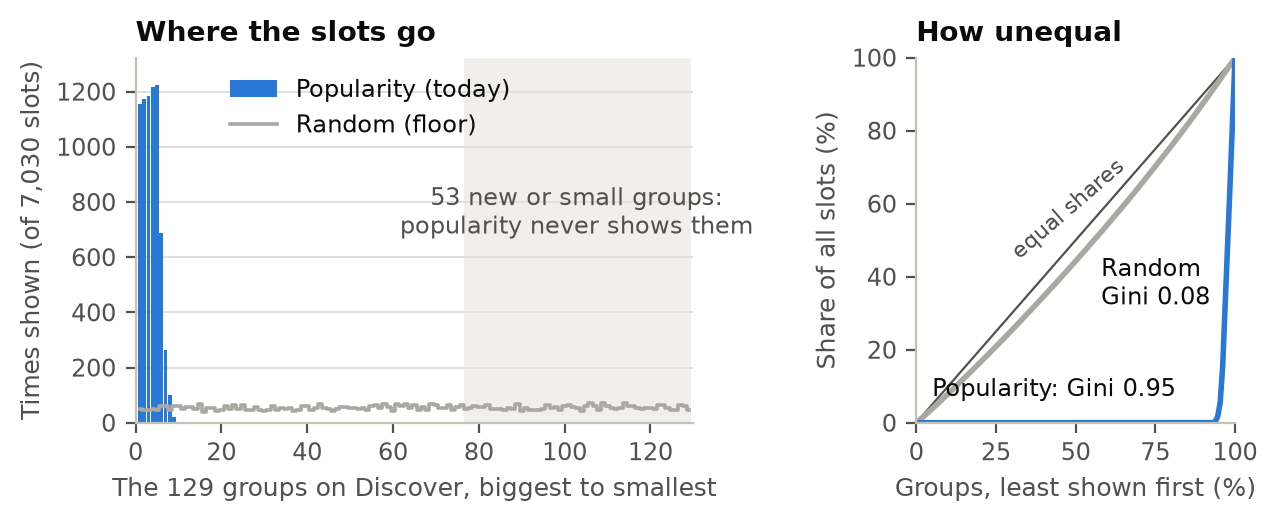 Where the slots go
Times shown (of 7,030 slots)
1200
1000
800
600
400
200
0
Popularity (today)
Random (floor)
53 new or small groups:
popularity never shows them
0 20 40 60 80 100 120
The 129 groups on Discover, biggest to smallest
How unequal
Share of all slots (%)
100
80
60
40
20
0
equal shares
Random
Gini 0.08
Popularity: Gini 0.95
0 25 50 75 100
Groups, least shown first (%)